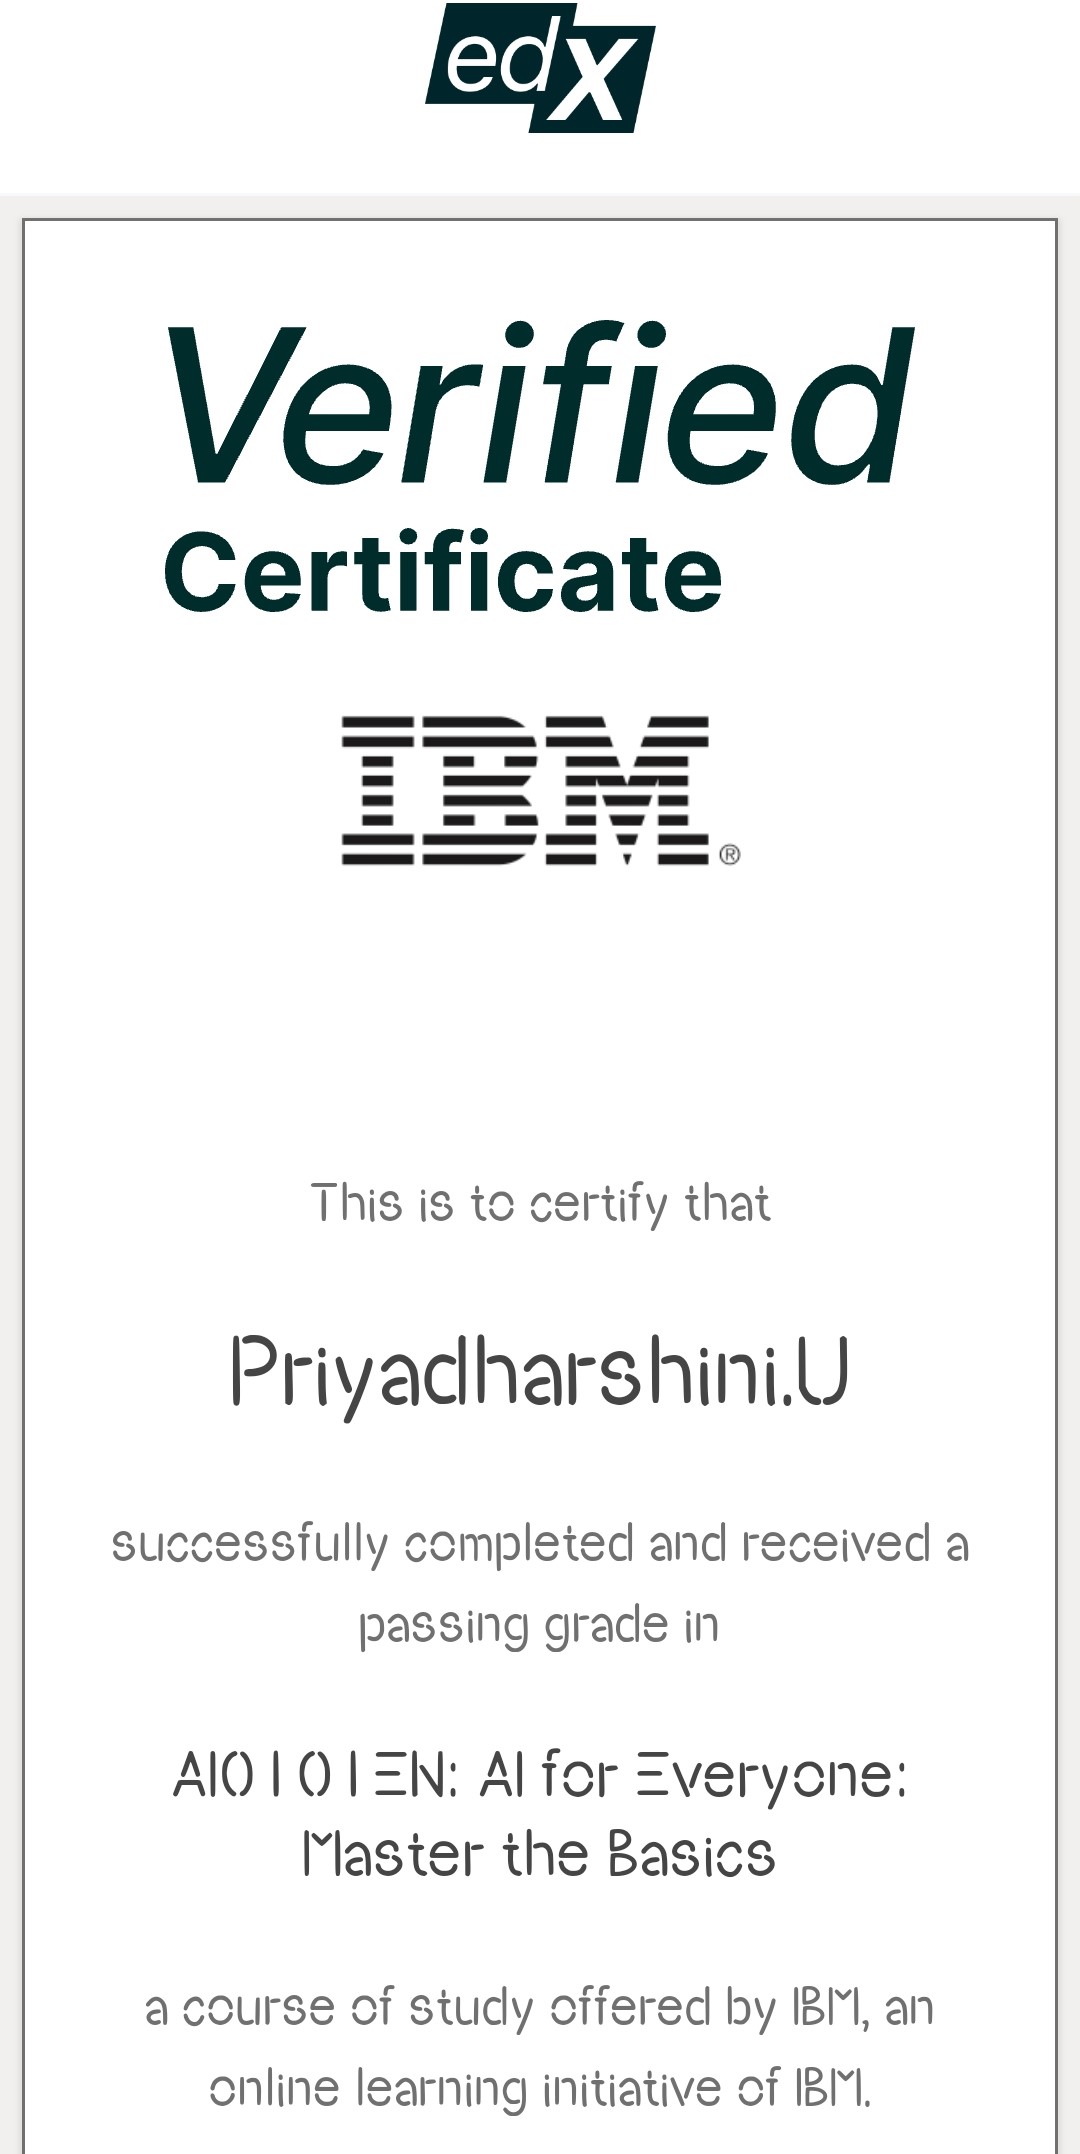 edX
Verified
Certificate
IBM®
This is to certify that
Priyadharshini.U
successfully completed and received a
passing grade in
AI0101EN: AI for Everyone:
Master the Basics
a course of study offered by IBM, an
online learning initiative of IBM.